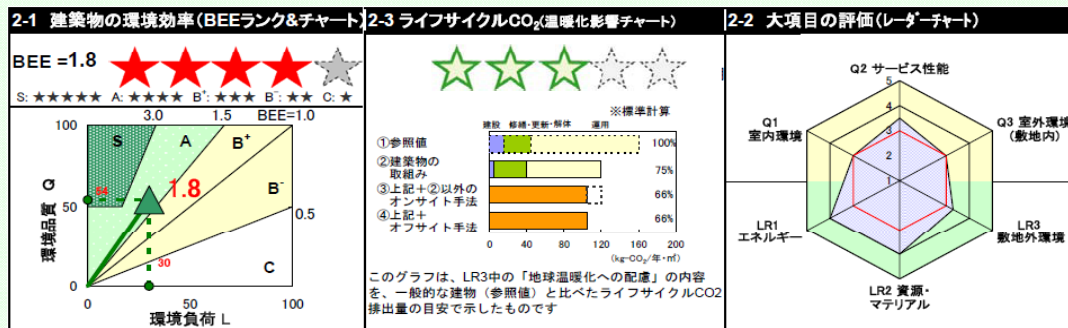 2-1 建築物の環境効率(BEEランク&チャート)
BEE =1.8
S: ★★★★★ A: ★★★★ B⁺: ★★★ B⁻: ★★ C: ★
3.0 1.5 BEE=1.0
100
S
A
B⁺
B⁻
0.5
C
54
1.8
30
50
0
環境品質 Q
0 50 100
環境負荷 L
2-3 ライフサイクルCO₂(温暖化影響チャート)
※標準計算
建設 修繕・更新・解体 運用
①参照値 100%
②建築物の取組み 75%
③上記+②以外の
オンサイト手法 66%
④上記+
オフサイト手法 66%
0 40 80 120 160 200
(kg-CO₂/年・㎡)
このグラフは、LR3中の「地球温暖化への配慮」の内容
を、一般的な建物(参照値)と比べたライフサイクルCO2
排出量の目安で示したものです
2-2 大項目の評価(レーダーチャート)
Q2 サービス性能
5
4
3
2
1
Q1
室内環境
Q3 室外環境
(敷地内)
LR1
エネルギー
LR3
敷地外環境
LR2 資源・
マテリアル